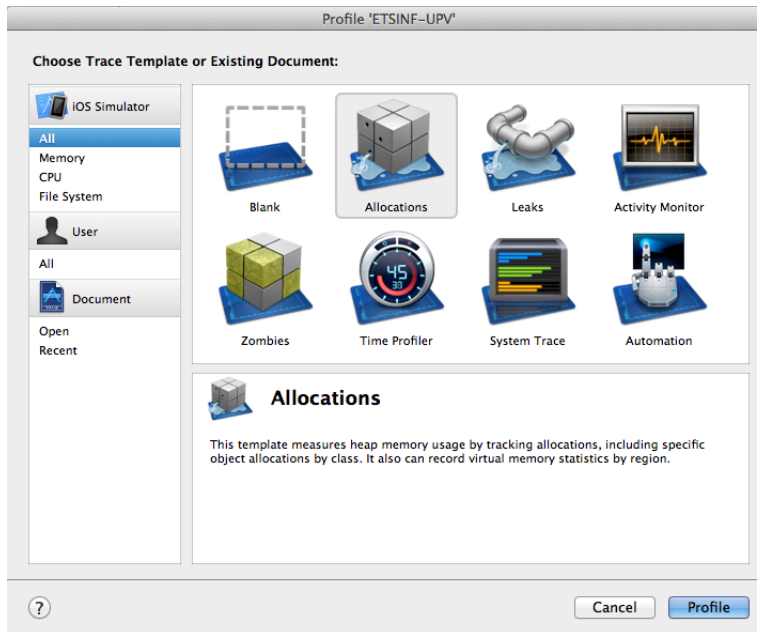 Profile 'ETSINF-UPV'
Choose Trace Template or Existing Document:
iOS Simulator
All
Memory
CPU
File System
User
All
Document
Open
Recent
Blank
Allocations
Leaks
Activity Monitor
Zombies
Time Profiler
System Trace
Automation
45
38
Allocations
This template measures heap memory usage by tracking allocations, including specific
object allocations by class. It also can record virtual memory statistics by region.
?
Cancel
Profile